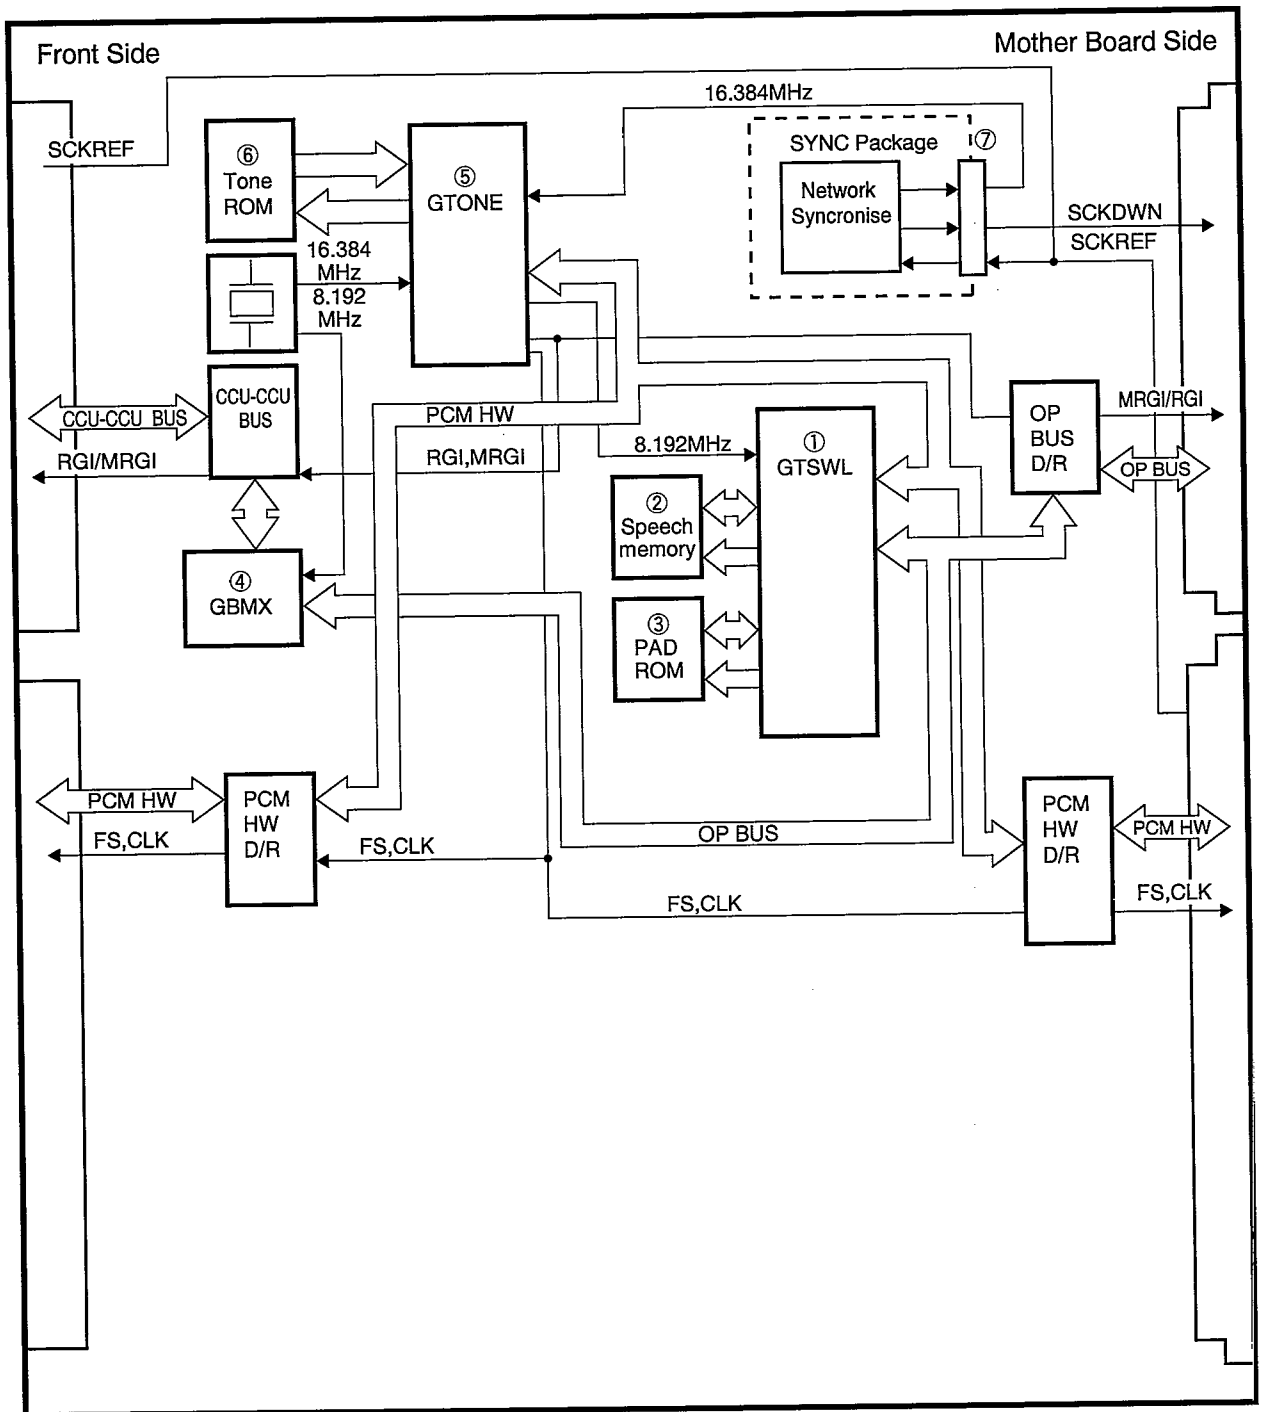 Front Side
Mother Board Side
16.384MHz
SCKREF
⑥
Tone
ROM
⑤
GTONE
SYNC Package
⑦
Network
Syncronise
SCKDWN
SCKREF
16.384
MHz
8.192
MHz
CCU-CCU
BUS
CCU-CCU BUS
RGI/MRGI
PCM HW
RGI,MRGI
8.192MHz
①
GTSWL
OP
BUS
D/R
MRGI/RGI
OP BUS
②
Speech
memory
④
GBMX
③
PAD
ROM
PCM HW
FS,CLK
PCM
HW
D/R
FS,CLK
OP BUS
FS,CLK
PCM
HW
D/R
PCM HW
FS,CLK